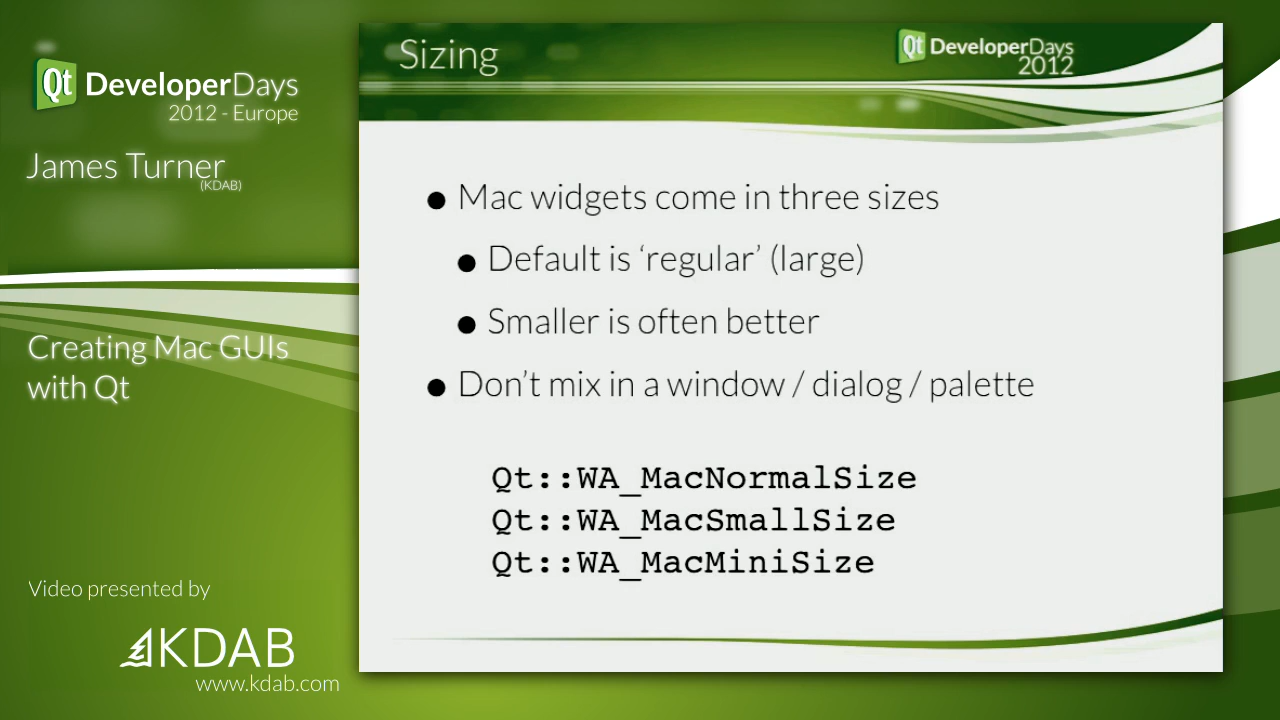 Qt DeveloperDays
2012 - Europe
James Turner
(KDAB)
Creating Mac GUIs
with Qt
Video presented by
KDAB
www.kdab.com
Sizing
Qt DeveloperDays
2012
● Mac widgets come in three sizes
● Default is ‘regular’ (large)
● Smaller is often better
● Don’t mix in a window / dialog / palette
Qt::WA_MacNormalSize
Qt::WA_MacSmallSize
Qt::WA_MacMiniSize